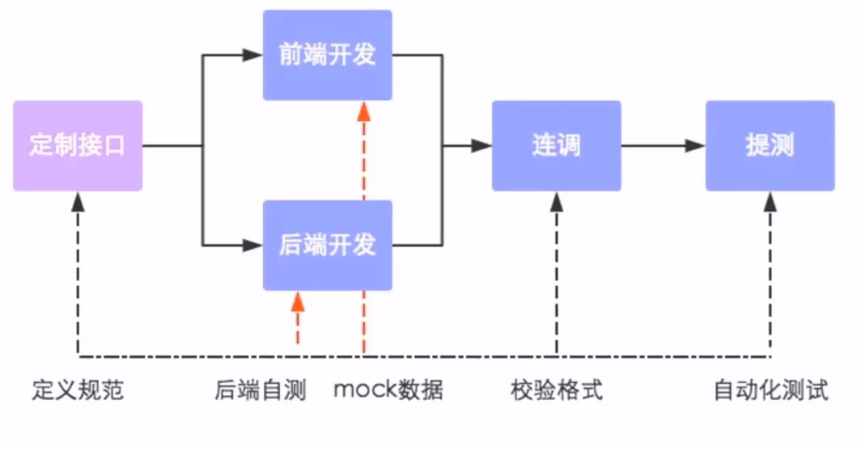 前端开发
定制接口
连调
提测
后端开发
定义规范
后端自测
mock数据
校验格式
自动化测试